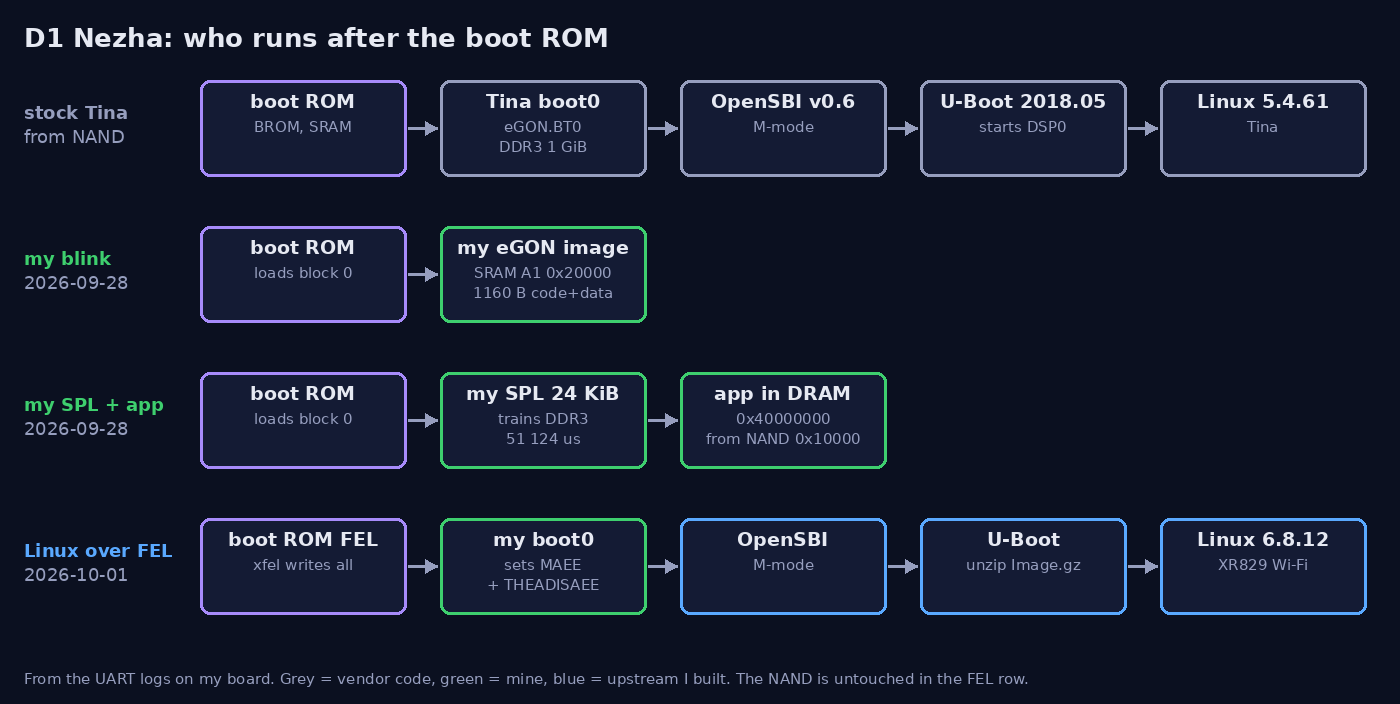 D1 Nezha: who runs after the boot ROM
stock Tina
from NAND
boot ROM
BROM, SRAM
Tina boot0
eGON.BT0
DDR3 1 GiB
OpenSBI v0.6
M-mode
U-Boot 2018.05
starts DSP0
Linux 5.4.61
Tina
my blink
2026-09-28
boot ROM
loads block 0
my eGON image
SRAM A1 0x20000
1160 B code+data
my SPL + app
2026-09-28
boot ROM
loads block 0
my SPL 24 KiB
trains DDR3
51 124 us
app in DRAM
0x40000000
from NAND 0x10000
Linux over FEL
2026-10-01
boot ROM FEL
xfel writes all
my boot0
sets MAEE
+ THEADISAEE
OpenSBI
M-mode
U-Boot
unzip Image.gz
Linux 6.8.12
XR829 Wi-Fi
From the UART logs on my board. Grey = vendor code, green = mine, blue = upstream I built. The NAND is untouched in the FEL row.